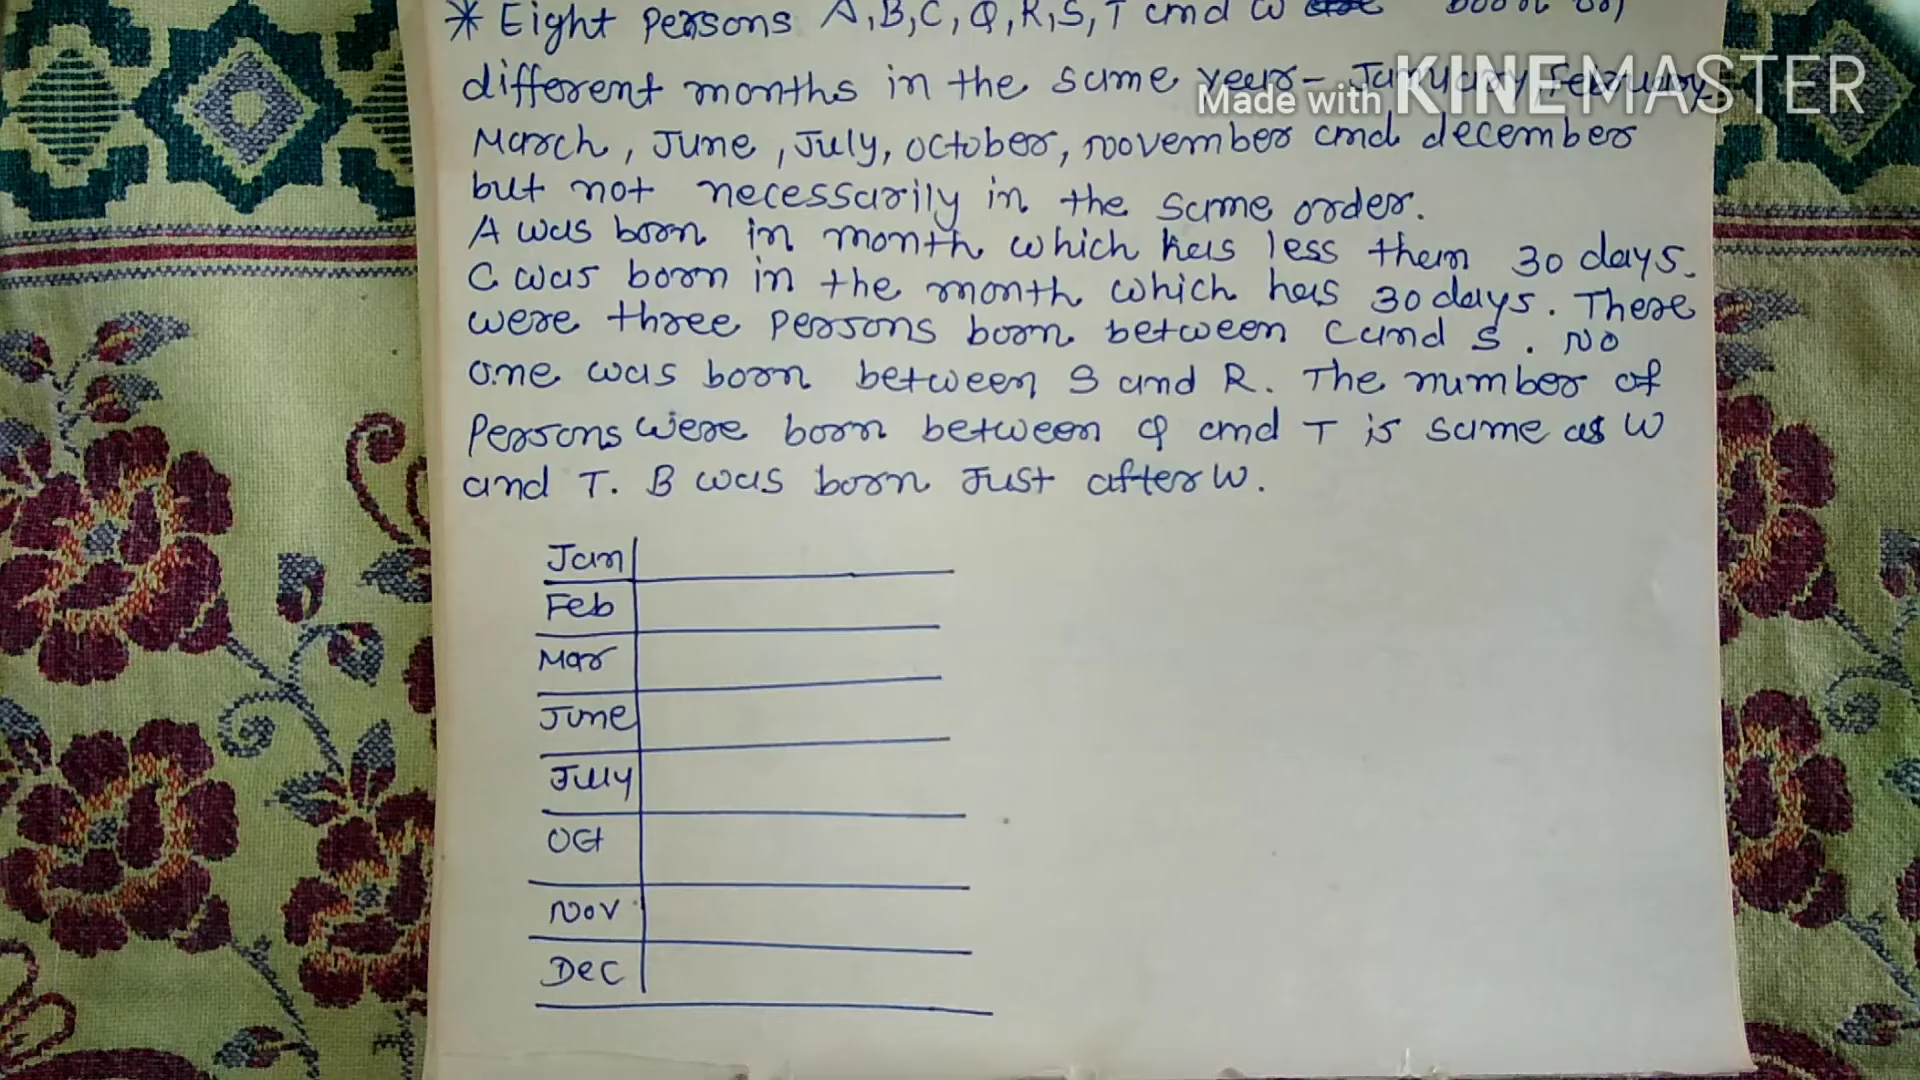 * Eight Persons A, B, C, Q, R, S, T and W born on
different months in the same year- January, February
Made with KINEMASTER
March, June, July, October, november and december
but not necessarily in the same order.
A was born in month which has less then 30 days.
C was born in the month which has 30 days. There
were three persons born between C and S. No
one was born between S and R. The number of
Persons were born between Q and T is same as W
and T. B was born Just after W.
Jan
Feb
Mar
June
July
Oct
Nov
Dec